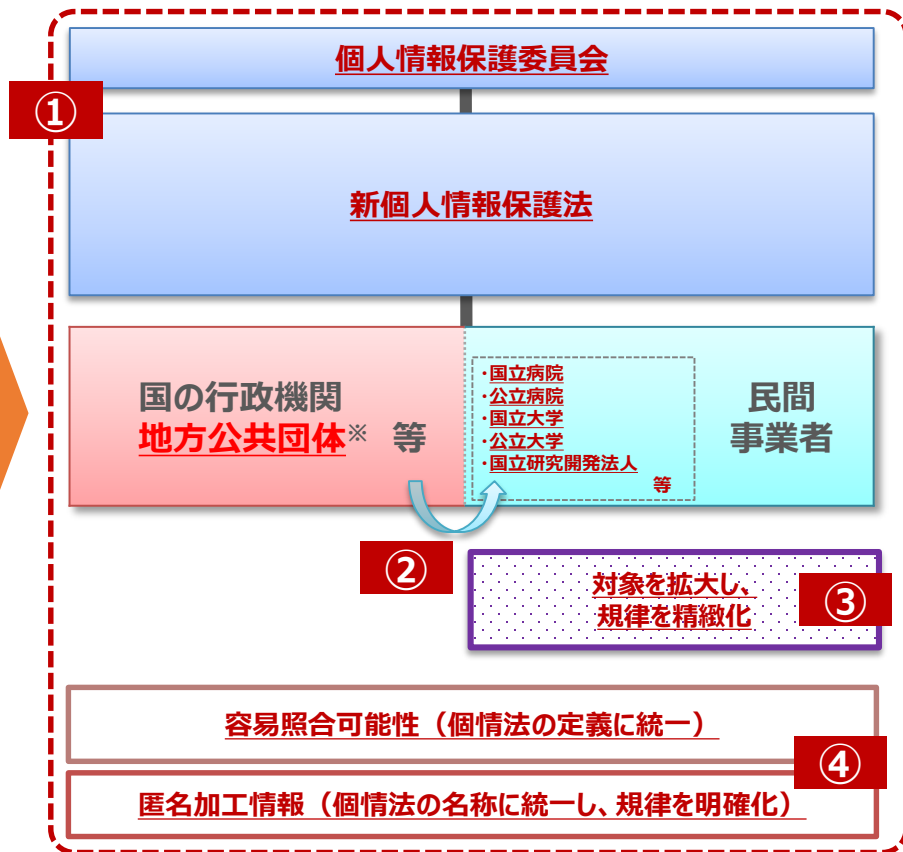 個人情報保護委員会
①
新個人情報保護法
国の行政機関
地方公共団体※ 等
・国立病院
・公立病院
・国立大学
・公立大学
・国立研究開発法人
等
民間
事業者
②
対象を拡大し、
規律を精緻化
③
容易照合可能性（個情法の定義に統一）
④
匿名加工情報（個情法の名称に統一し、規律を明確化）